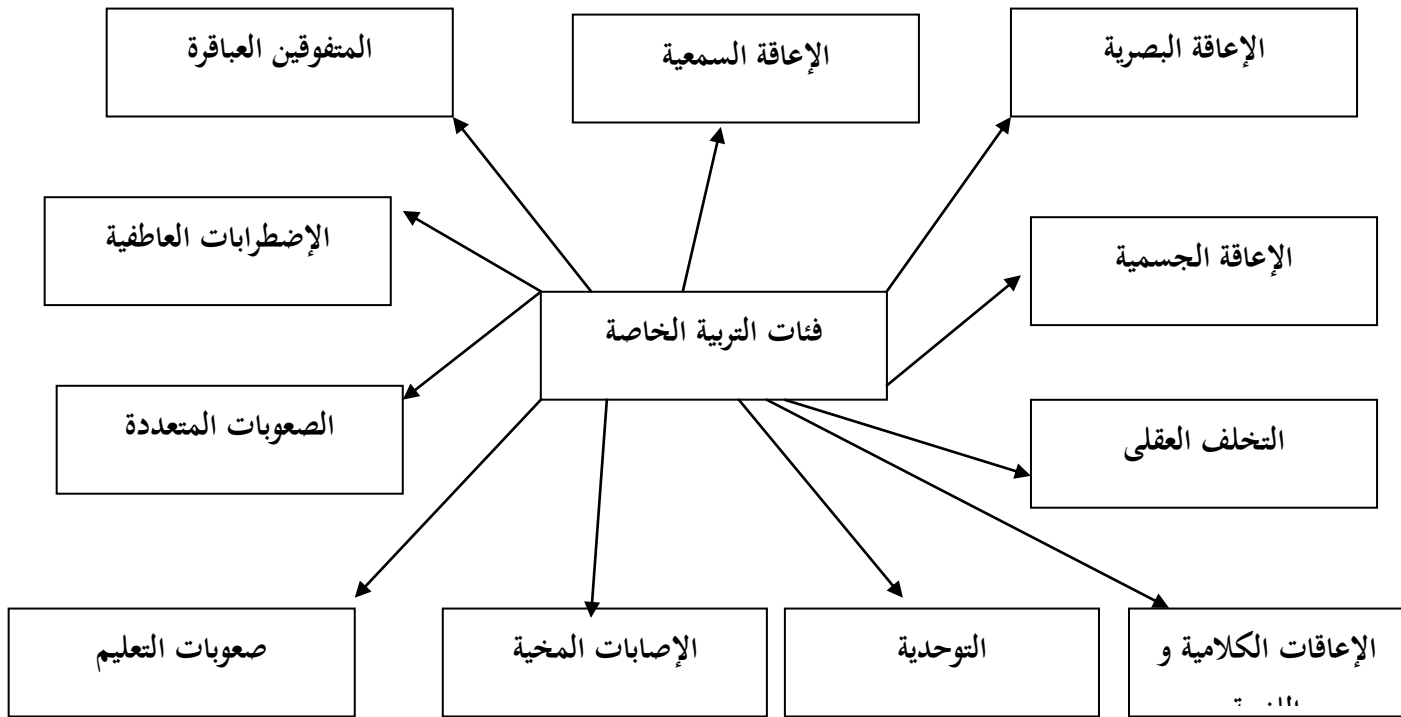 الإعاقة البصرية
الإعاقة السمعية
المتفوقين العباقرة
الإضطرابات العاطفية
الإعاقة الجسمية
فئات التربية الخاصة
الصعوبات المتعددة
التخلف العقلى
الإعاقات الكلامية و
التوحدية
الإصابات المخية
صعوبات التعليم